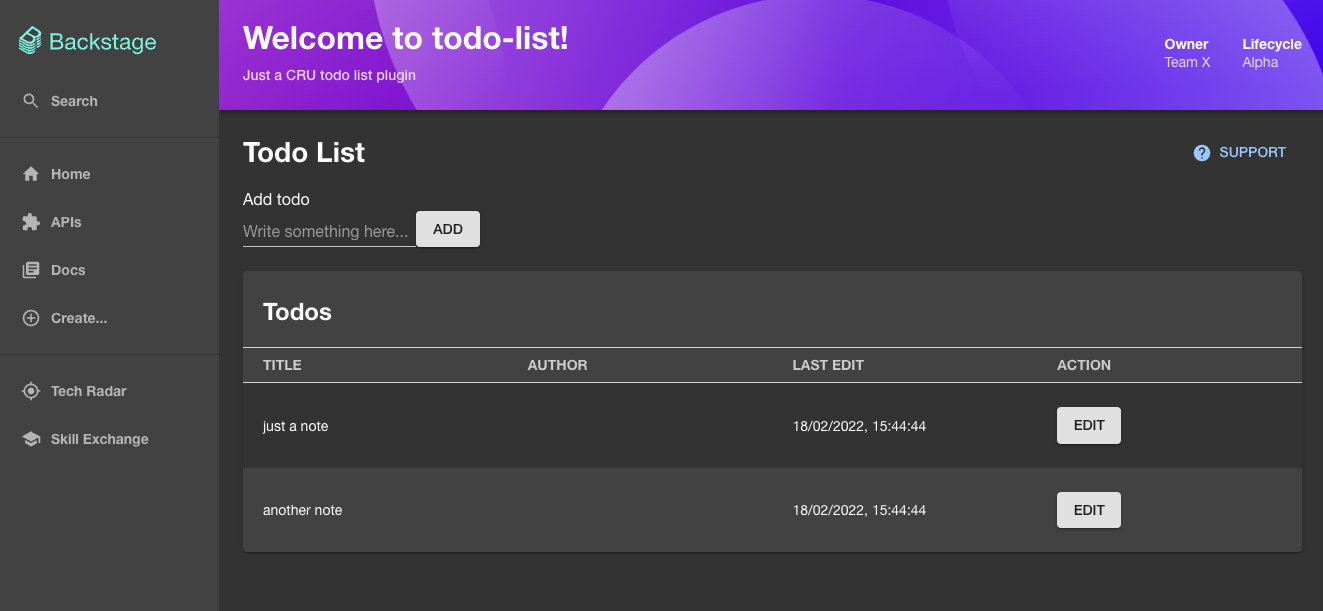 Backstage
Search
Home
APIs
Docs
Create...
Tech Radar
Skill Exchange
Welcome to todo-list!
Just a CRU todo list plugin
Owner
Team X
Lifecycle
Alpha
Todo List
SUPPORT
Add todo
Write something here...
ADD
Todos
TITLE AUTHOR LAST EDIT ACTION
just a note 18/02/2022, 15:44:44 EDIT
another note 18/02/2022, 15:44:44 EDIT